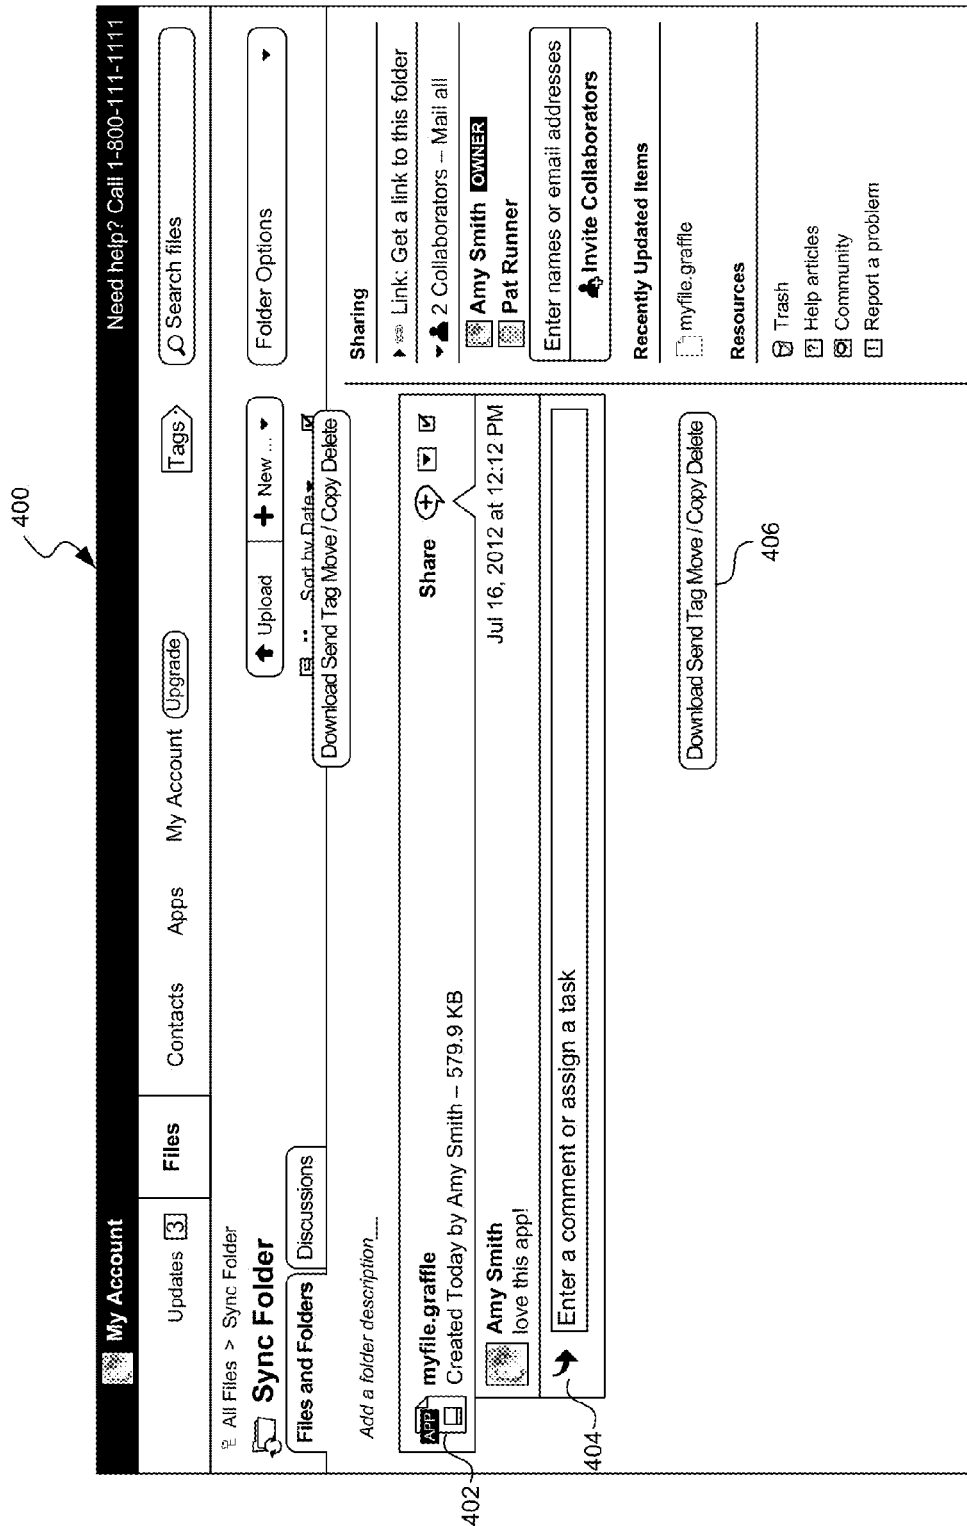 400
My Account
Need help? Call 1-800-111-1111
Updates 3
Files
Contacts
Apps
My Account
Upgrade
Tags
Search files
All Files > Sync Folder
Sync Folder
Upload
New ...
Folder Options
Files and Folders
Discussions
Sort by Date
Download Send Tag Move / Copy Delete
Add a folder description
APP
myfile.graffle
Created Today by Amy Smith – 579.9 KB
Share
Jul 16, 2012 at 12:12 PM
Amy Smith
love this app!
Enter a comment or assign a task
402
404
Download Send Tag Move / Copy Delete
406
Sharing
Link: Get a link to this folder
2 Collaborators – Mail all
Amy Smith OWNER
Pat Runner
Enter names or email addresses
Invite Collaborators
Recently Updated Items
myfile.graffle
Resources
Trash
? Help articles
Community
! Report a problem